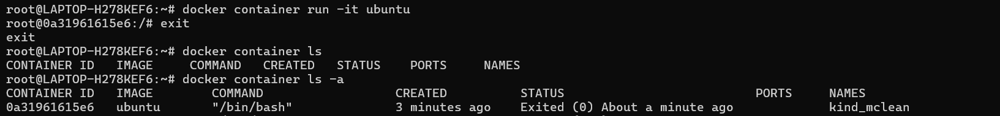 root@LAPTOP-H278KEF6:~# docker container run -it ubuntu
root@0a31961615e6:/# exit
exit
root@LAPTOP-H278KEF6:~# docker container ls
CONTAINER ID   IMAGE     COMMAND   CREATED   STATUS    PORTS     NAMES
root@LAPTOP-H278KEF6:~# docker container ls -a
CONTAINER ID   IMAGE        COMMAND                  CREATED          STATUS                          PORTS     NAMES
0a31961615e6   ubuntu       "/bin/bash"              3 minutes ago    Exited (0) About a minute ago             kind_mclean